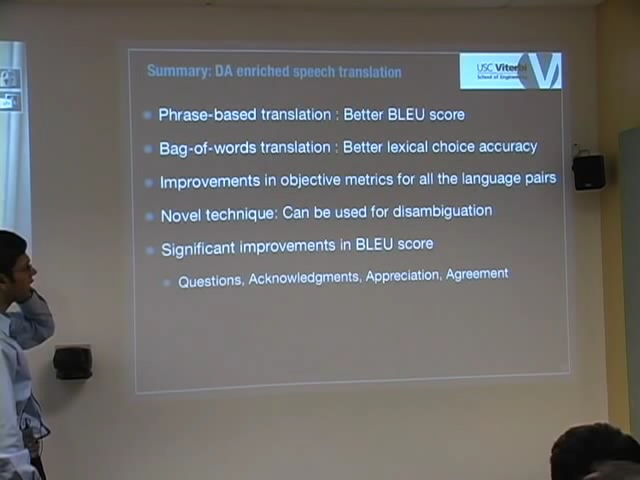 Summary: DA enriched speech translation
USC Viterbi
School of Engineering
Phrase-based translation : Better BLEU score
Bag-of-words translation : Better lexical choice accuracy
Improvements in objective metrics for all the language pairs
Novel technique: Can be used for disambiguation
Significant improvements in BLEU score
Questions, Acknowledgments, Appreciation, Agreement